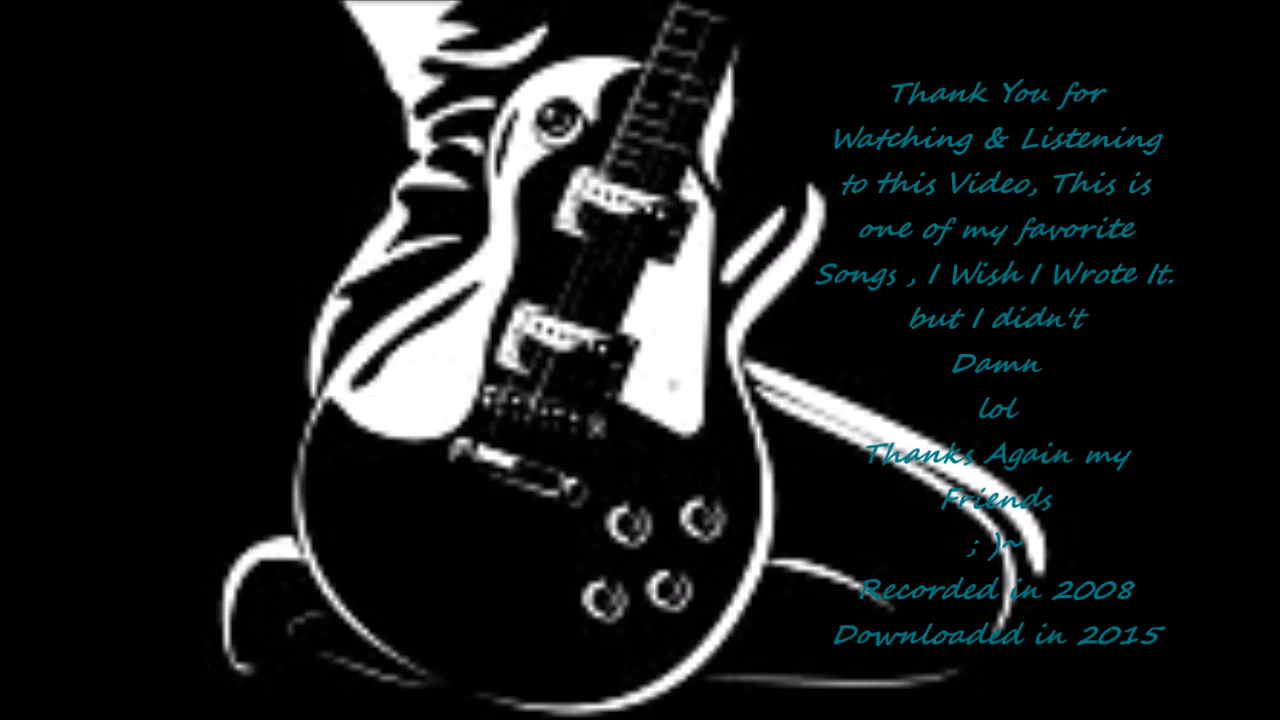 Thank You for
Watching & Listening
to this Video, This is
one of my favorite
Songs , I Wish I Wrote It.
but I didn't
Damn
lol
Thanks Again my
Friends
; )~
Recorded in 2008
Downloaded in 2015